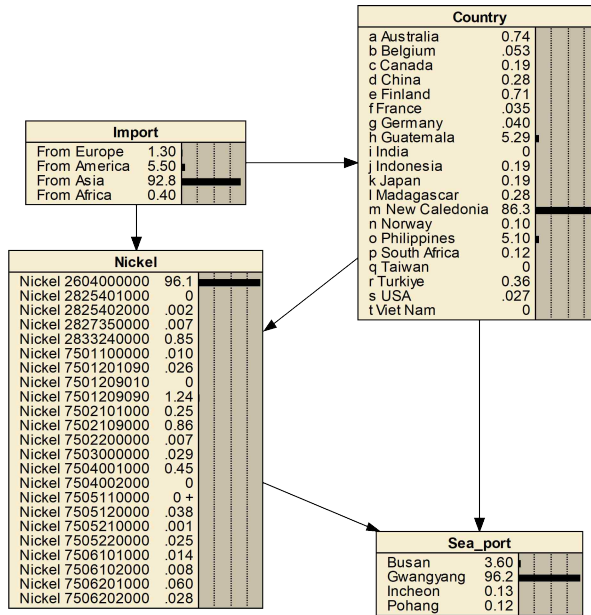 Country
a Australia 0.74
b Belgium .053
c Canada 0.19
d China 0.28
e Finland 0.71
f France .035
g Germany .040
h Guatemala 5.29
i India 0
j Indonesia 0.19
k Japan 0.19
l Madagascar 0.28
m New Caledonia 86.3
n Norway 0.10
o Philippines 5.10
p South Africa 0.12
q Taiwan 0
r Turkiye 0.36
s USA .027
t Viet Nam 0
Import
From Europe 1.30
From America 5.50
From Asia 92.8
From Africa 0.40
Nickel
Nickel 2604000000 96.1
Nickel 2825401000 0
Nickel 2825402000 .002
Nickel 2827350000 .007
Nickel 2833240000 0.85
Nickel 7501100000 .010
Nickel 7501201090 .026
Nickel 7501209010 0
Nickel 7501209090 1.24
Nickel 7502101000 0.25
Nickel 7502109000 0.86
Nickel 7502200000 .007
Nickel 7503000000 .029
Nickel 7504001000 0.45
Nickel 7504002000 0
Nickel 7505110000 0 +
Nickel 7505120000 .038
Nickel 7505210000 .001
Nickel 7505220000 .025
Nickel 7506101000 .014
Nickel 7506102000 .008
Nickel 7506201000 .060
Nickel 7506202000 .028
Sea_port
Busan 3.60
Gwangyang 96.2
Incheon 0.13
Pohang 0.12